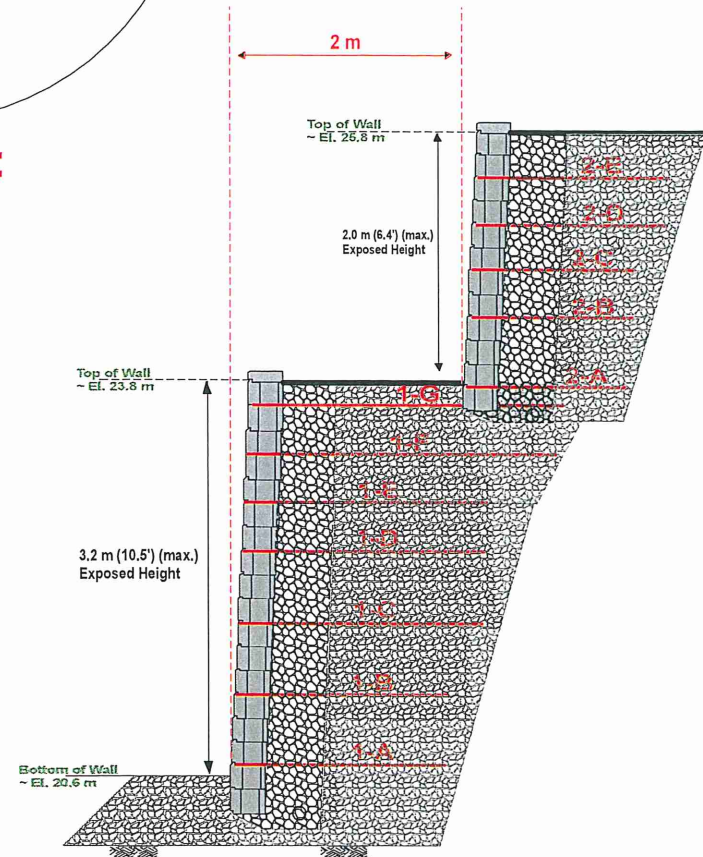 2 m
Top of Wall
~ El. 25.8 m
2-E
2-D
2.0 m (6.4') (max.)
Exposed Height
2-C
2-B
2-A
Top of Wall
~ El. 23.8 m
1-G
1-F
1-E
1-D
3.2 m (10.5') (max.)
Exposed Height
1-C
1-B
1-A
Bottom of Wall
~ El. 20.6 m